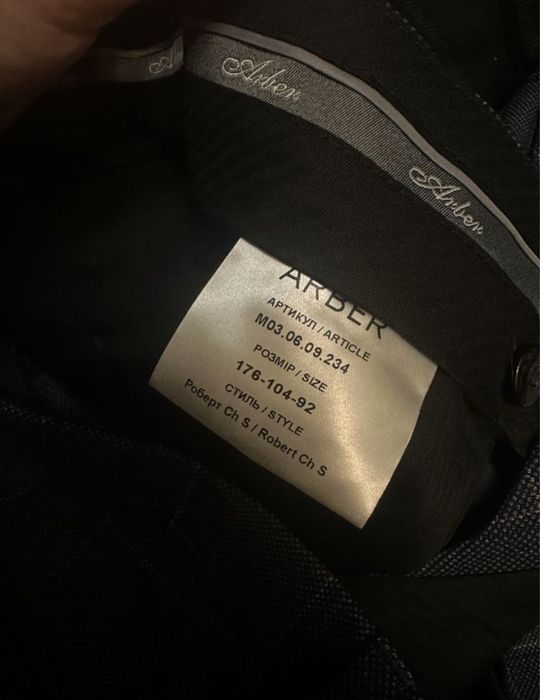 Arber
Arber
ARBER
АРТИКУЛ / ARTICLE
M03.06.09.234
РОЗМІР / SIZE
176-104-92
СТИЛЬ / STYLE
Роберт Ch S / Robert Ch S